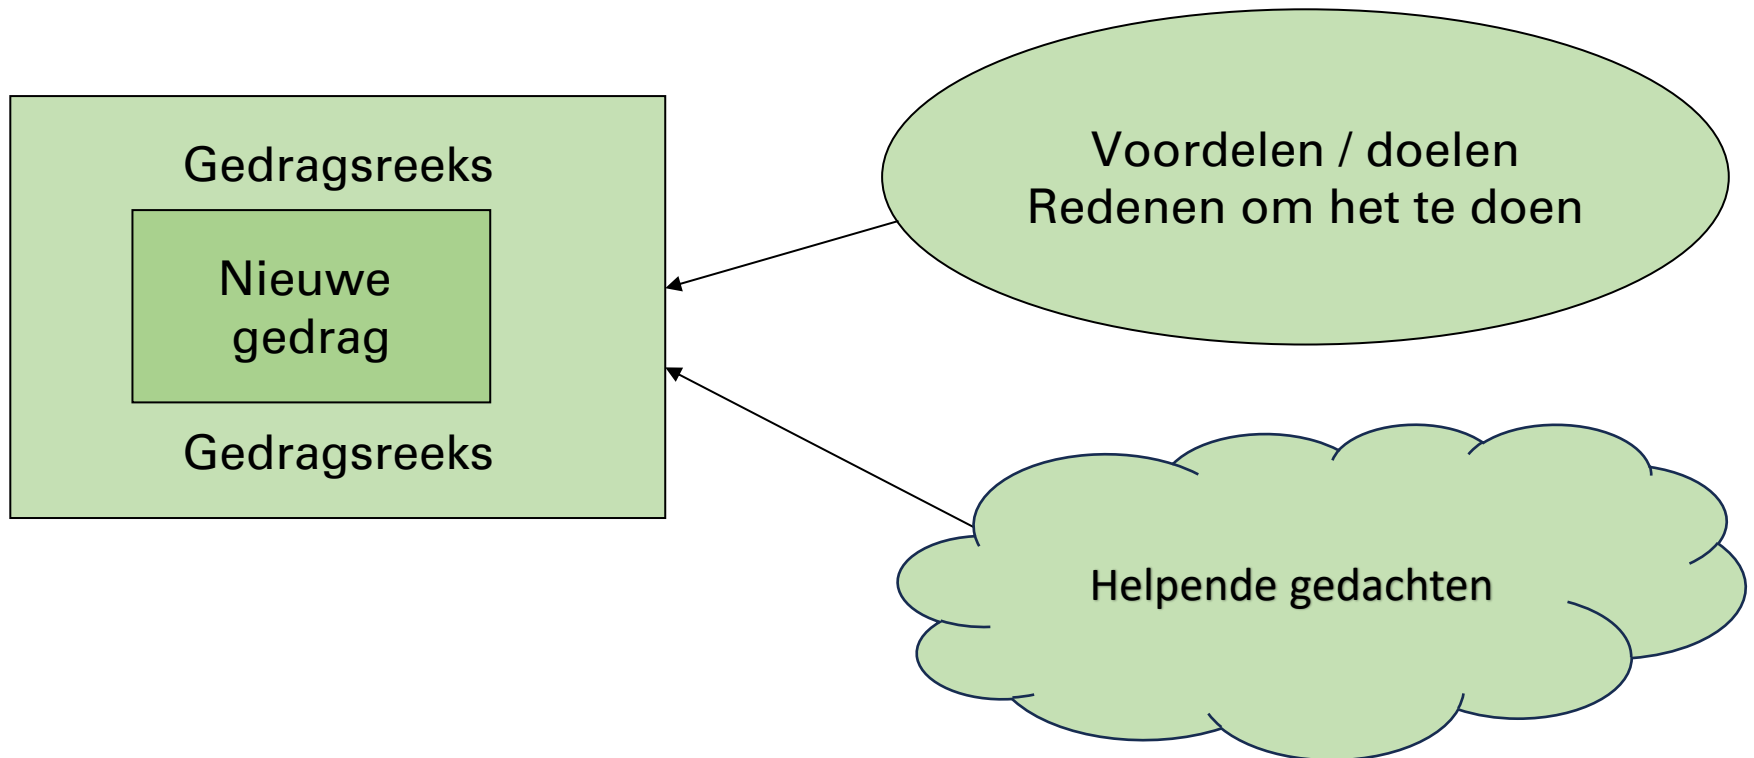 Gedragsreeks
Nieuwe
gedrag
Gedragsreeks
Voordelen / doelen
Redenen om het te doen
Helpende gedachten